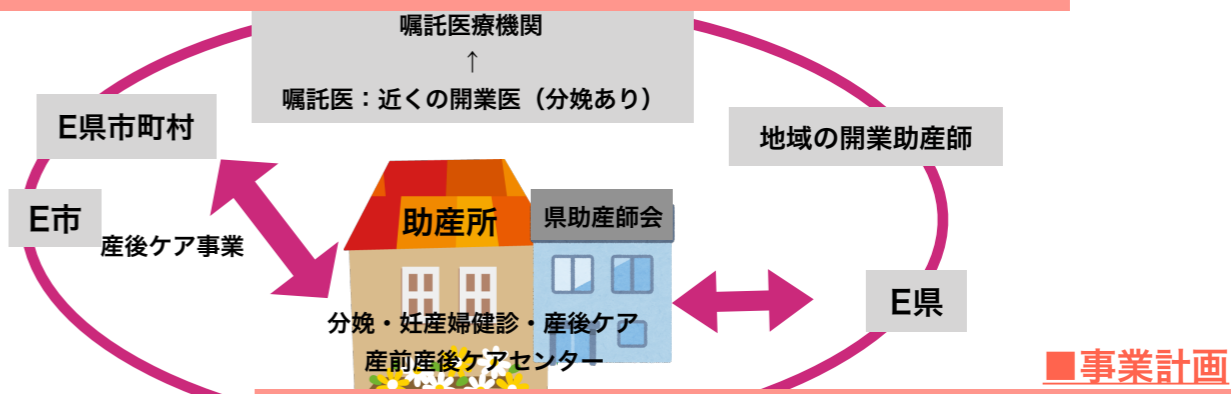 嘱託医療機関
↑
嘱託医：近くの開業医（分娩あり）
E県市町村
地域の開業助産師
E市
産後ケア事業
助産所
県助産師会
E県
分娩・妊産婦健診・産後ケア
産前産後ケアセンター
■事業計画